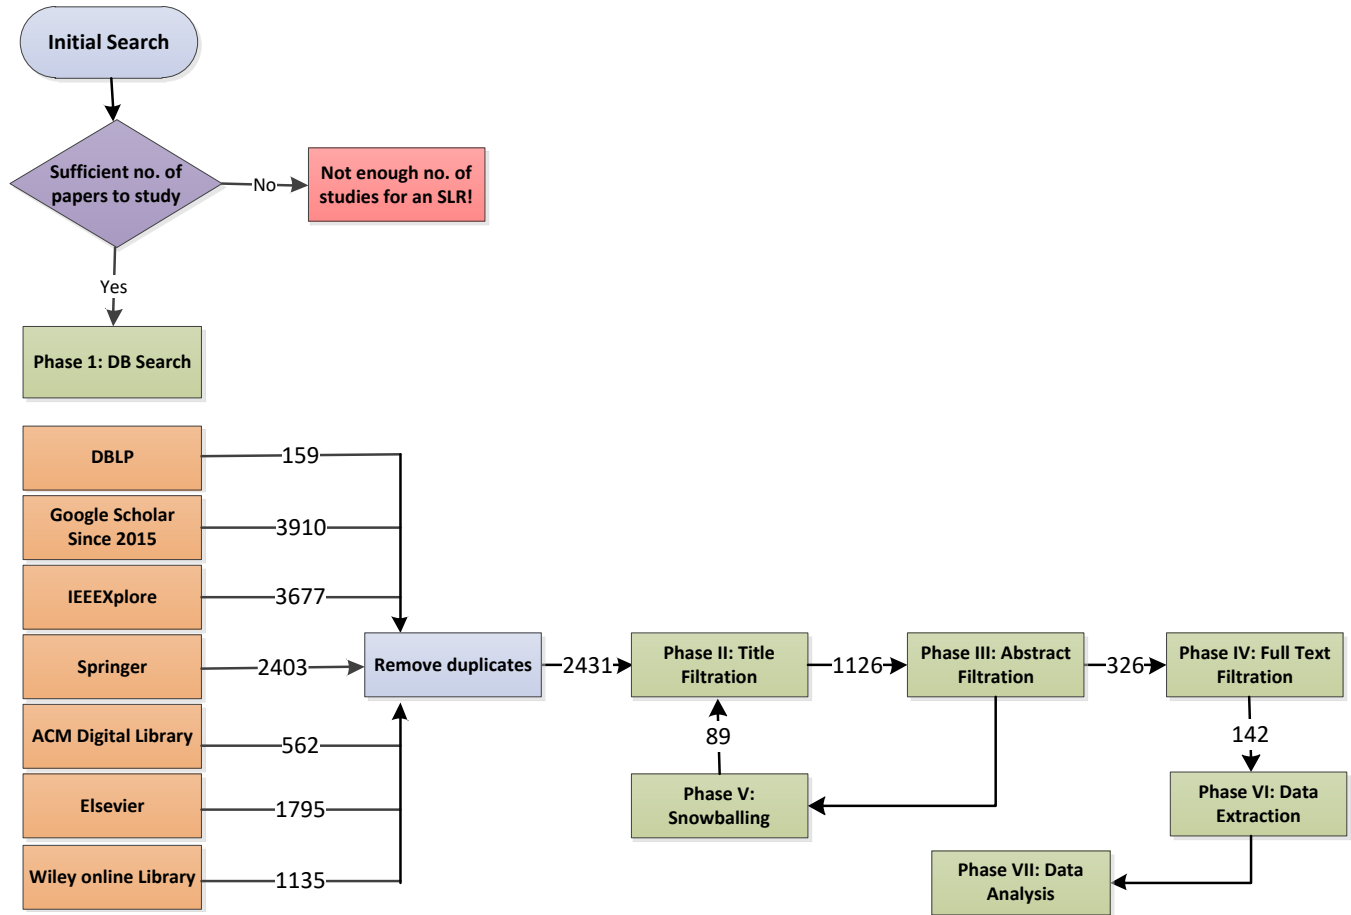 Initial Search
Sufficient no. of
papers to study
No
Not enough no. of
studies for an SLR!
Yes
Phase 1: DB Search
DBLP
159
Google Scholar
Since 2015
3910
IEEEXplore
3677
Springer
2403
Remove duplicates
2431
Phase II: Title
Filtration
1126
Phase III: Abstract
Filtration
326
Phase IV: Full Text
Filtration
ACM Digital Library
562
89
142
Elsevier
1795
Phase V:
Snowballing
Phase VI: Data
Extraction
Wiley online Library
1135
Phase VII: Data
Analysis